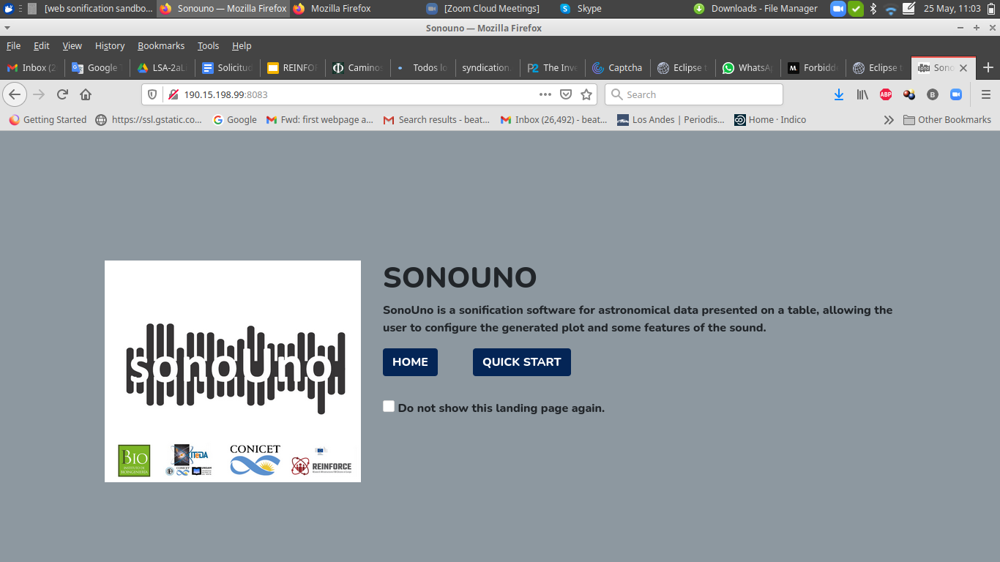 [web sonification sandbo...
Sonouno — Mozilla Firefox
Mozilla Firefox
[Zoom Cloud Meetings]
Skype
Downloads - File Manager
25 May, 11:03
Sonouno — Mozilla Firefox
File Edit View History Bookmarks Tools Help
Inbox (2
Google T
LSA-2aL
Solicitud
REINFOR
Caminos
Todos lo
syndication.
The Inve
Captcha
Eclipse t
WhatsAp
Forbidde
Eclipse t
Sono
190.15.198.99:8083
Search
ABP
B
Getting Started
https://ssl.gstatic.co...
Google
Fwd: first webpage a...
Search results - beat...
Inbox (26,492) - beat...
Los Andes | Periodis...
Home · Indico
Other Bookmarks
sonoUno
BIO
INSTITUTO DE
BIOINGENIERÍA
ITeDA
CONICET
UNSAM
CONICET
REINFORCE
SONOUNO
SonoUno is a sonification software for astronomical data presented on a table, allowing the
user to configure the generated plot and some features of the sound.
HOME
QUICK START
Do not show this landing page again.